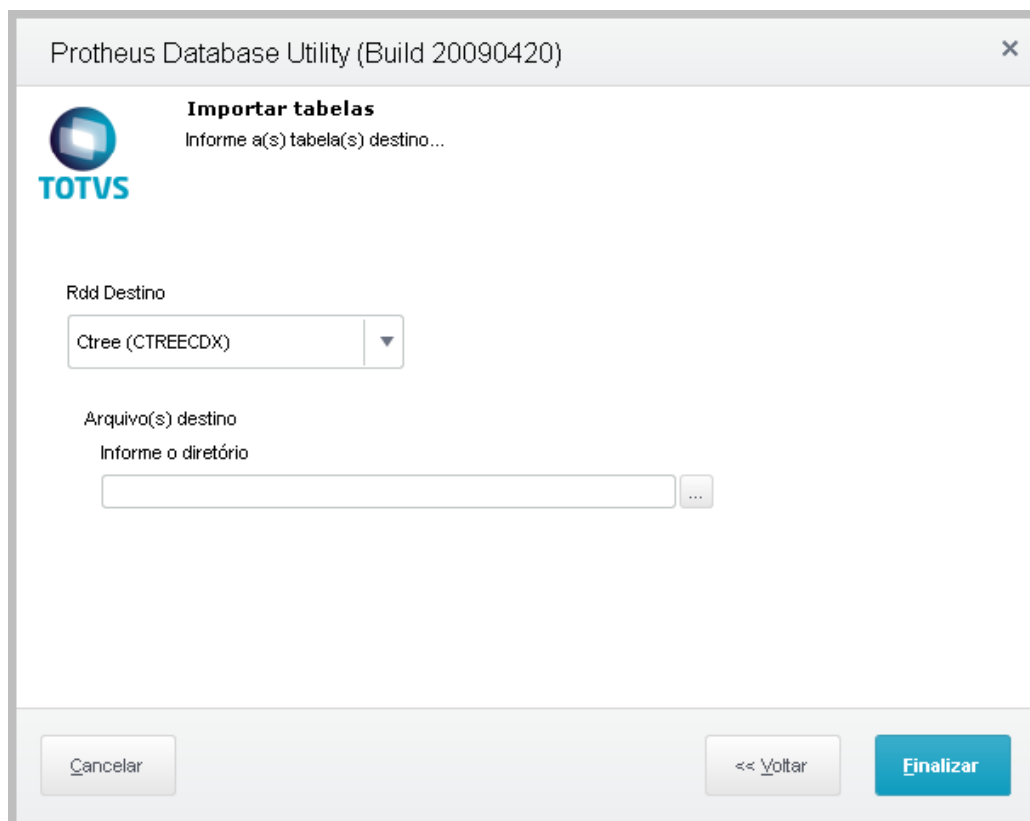 Protheus Database Utility (Build 20090420)
TOTVS
Importar tabelas
Informe a(s) tabela(s) destino...
Rdd Destino
Ctree (CTREECDX)
Arquivo(s) destino
Informe o diretório
...
Cancelar
<< Voltar
Finalizar